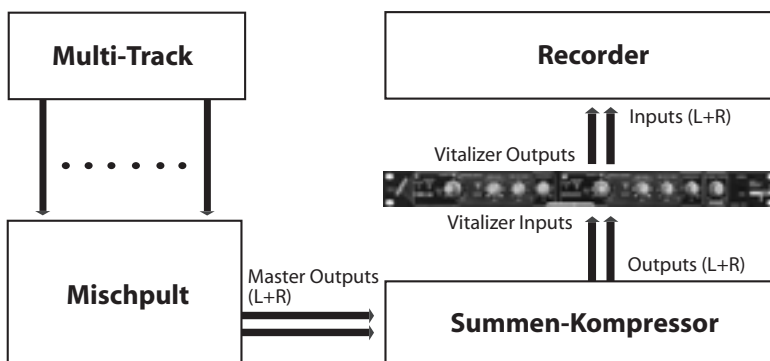 Multi-Track
Recorder
Inputs (L+R)
Vitalizer Outputs
Vitalizer Inputs
Mischpult
Master Outputs
(L+R)
Outputs (L+R)
Summen-Kompressor